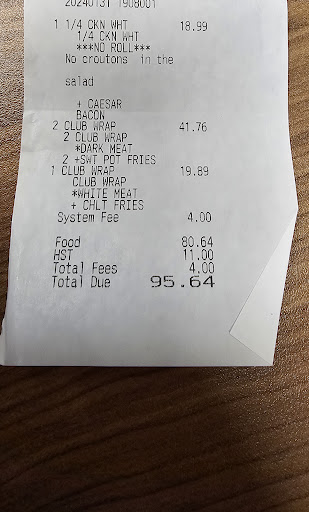 20240131 1908001
1 1/4 CKN WHT 18.99
1/4 CKN WHT
***NO ROLL***
No croutons in the
salad
+ CAESAR
BACON
2 CLUB WRAP 41.76
2 CLUB WRAP
*DARK MEAT
2 +SWT POT FRIES
1 CLUB WRAP 19.89
CLUB WRAP
*WHITE MEAT
+ CHLT FRIES
System Fee 4.00
Food 80.64
HST 11.00
Total Fees 4.00
Total Due 95.64